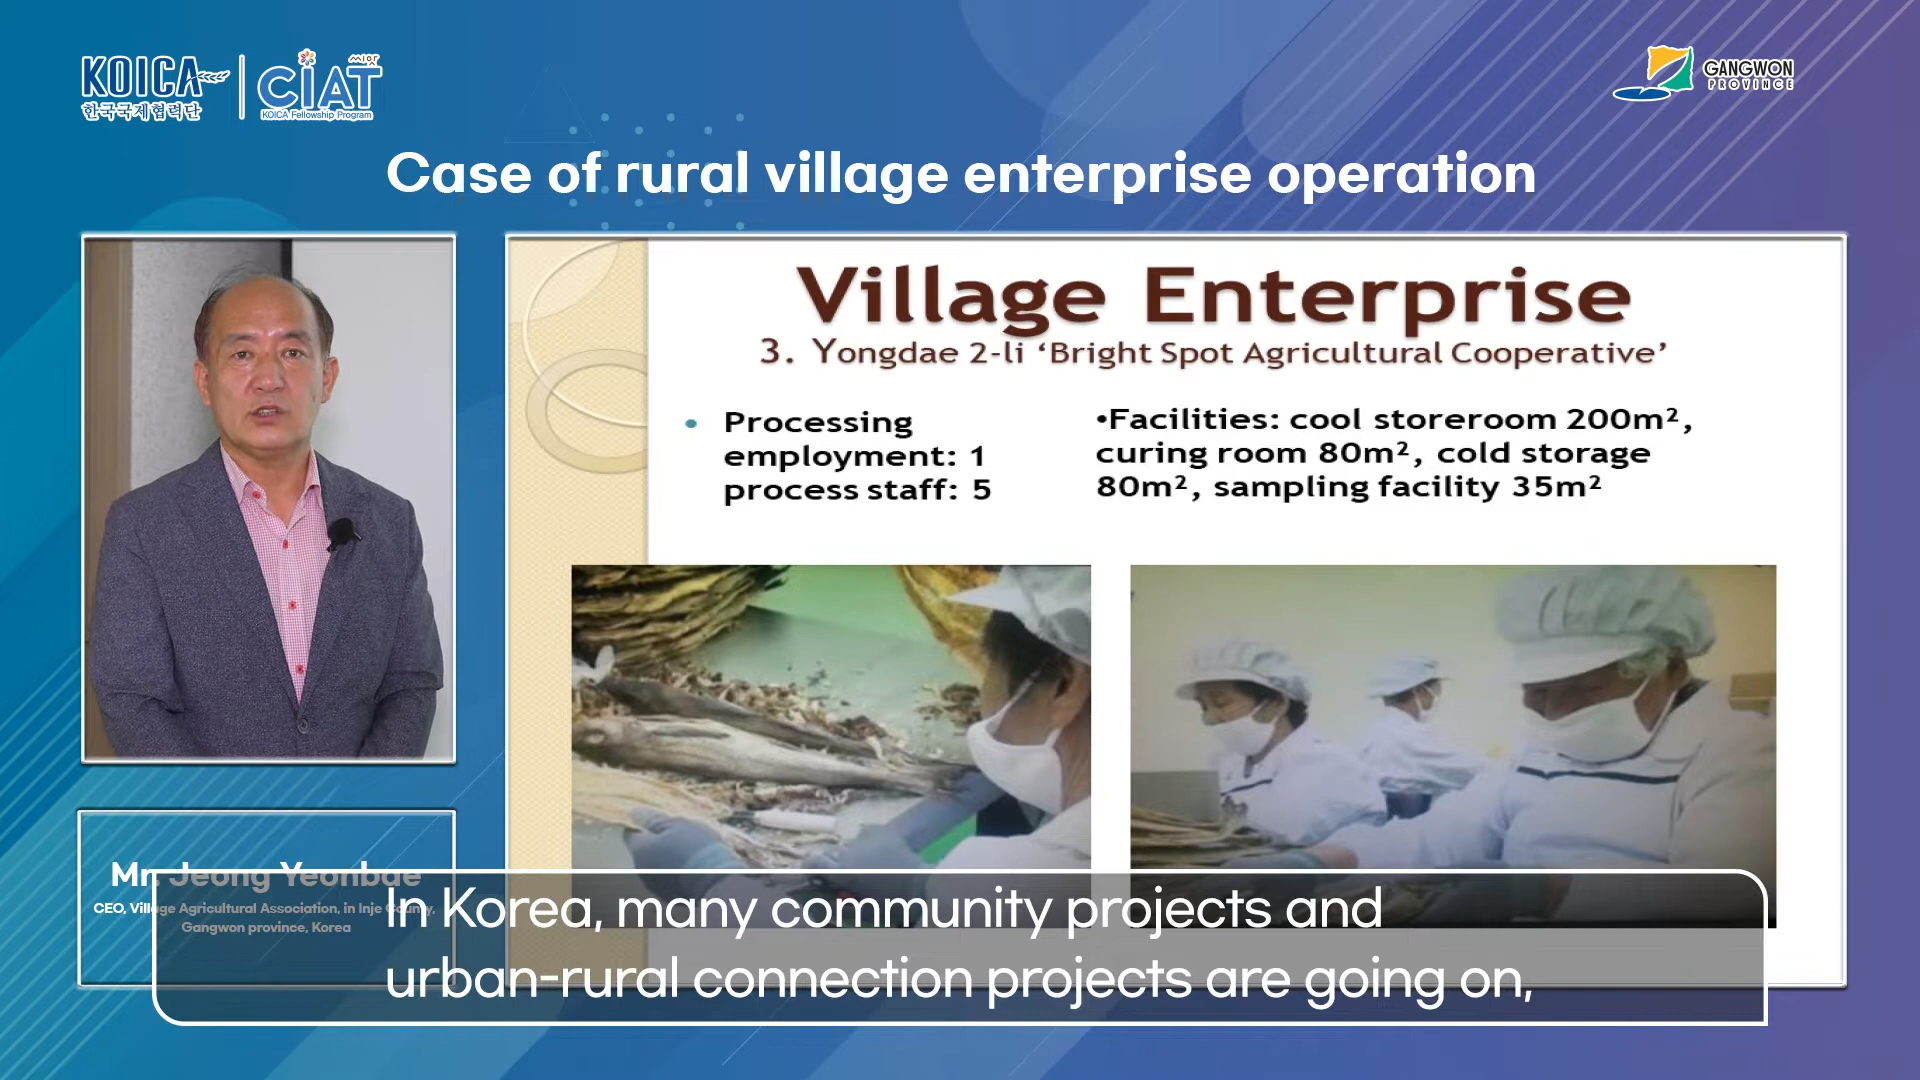 KOICA
한국국제협력단
씨앗
CIAT
KOICA Fellowship Program
GANGWON
PROVINCE
Case of rural village enterprise operation
Village Enterprise
3. Yongdae 2-li ‘Bright Spot Agricultural Cooperative’
• Processing
employment: 1
process staff: 5
•Facilities: cool storeroom 200m²,
curing room 80m², cold storage
80m², sampling facility 35m²
Mr. Jeong Yeonbae
CEO, Village Agricultural Association, in Inje County,
Gangwon province, Korea
In Korea, many community projects and
urban-rural connection projects are going on,